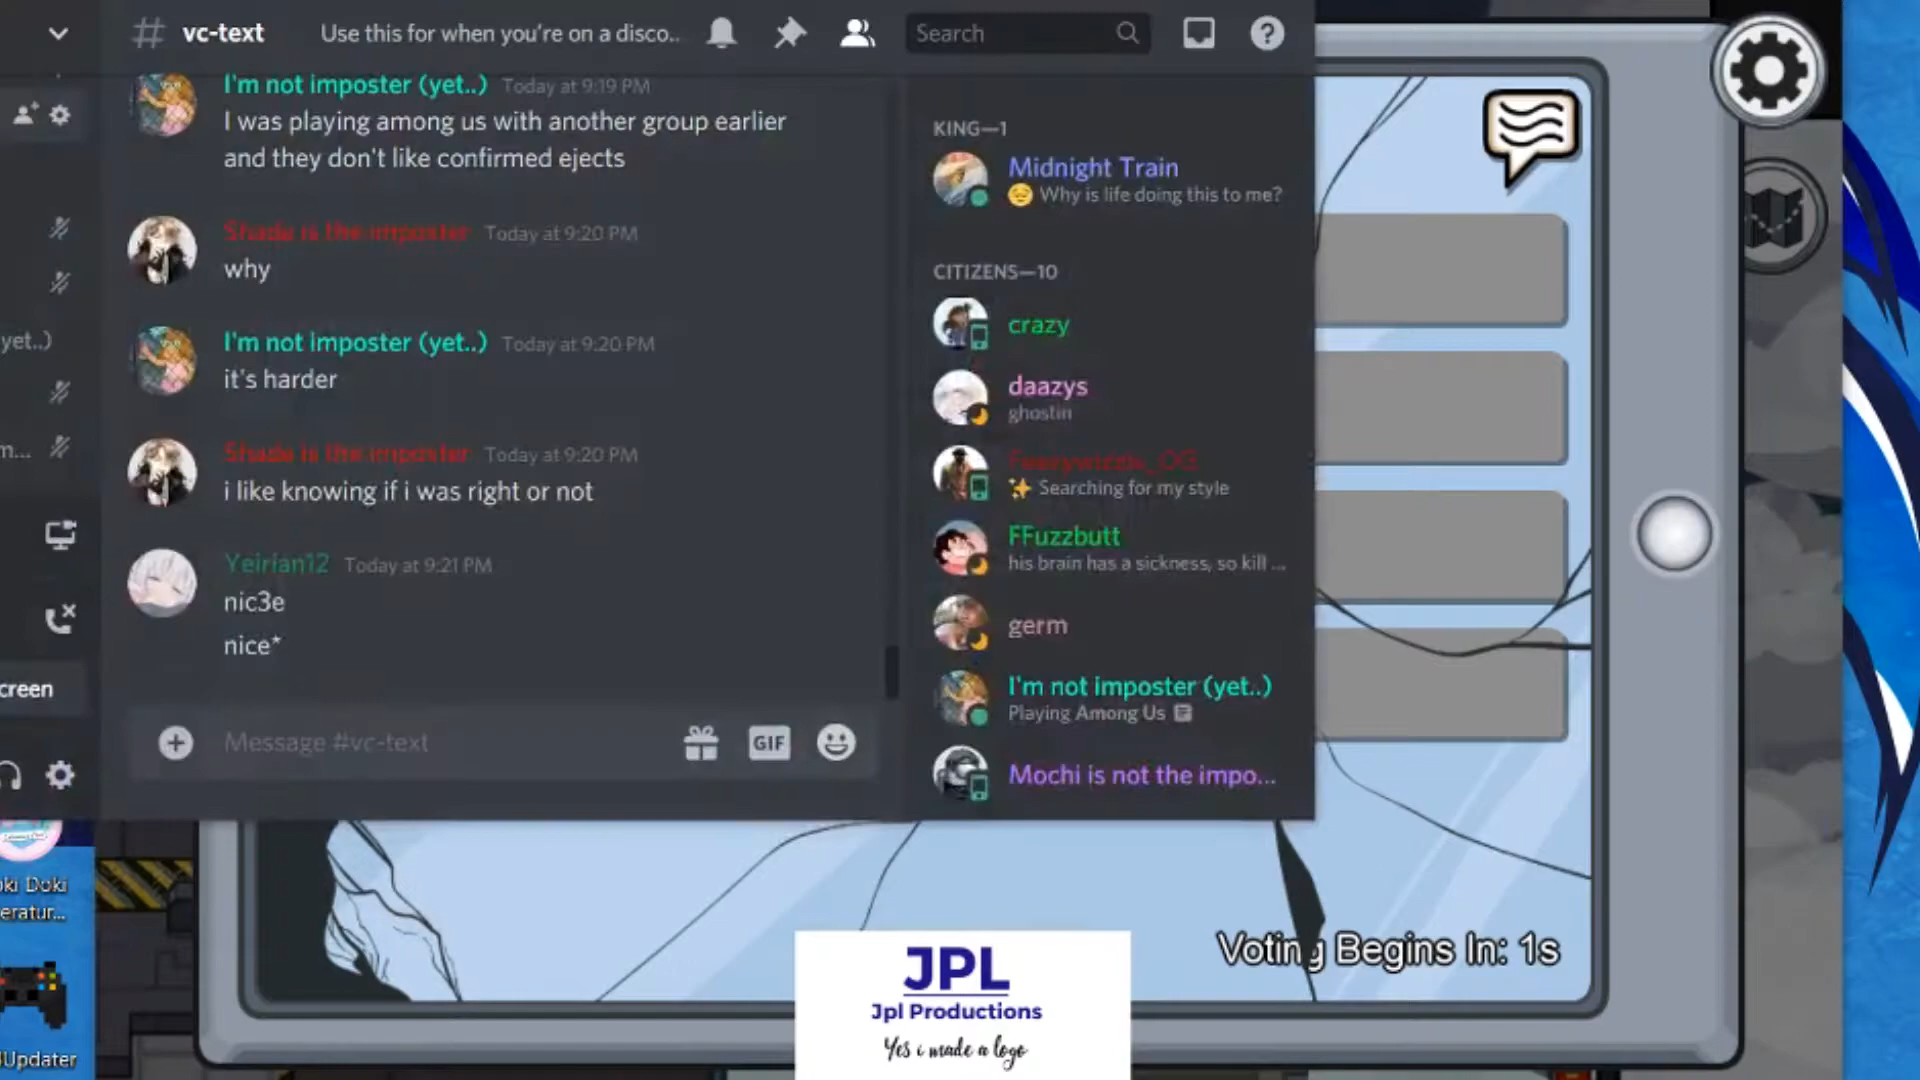 vc-text
Use this for when you're on a disco..
Search
I'm not imposter (yet..) Today at 9:19 PM
I was playing among us with another group earlier
and they don't like confirmed ejects
Shade is the imposter Today at 9:20 PM
why
I'm not imposter (yet..) Today at 9:20 PM
it's harder
Shade is the imposter Today at 9:20 PM
i like knowing if i was right or not
Yeirian12 Today at 9:21 PM
nic3e
nice*
Message #vc-text
GIF
yet..)
m...
creen
KING—1
Midnight Train
Why is life doing this to me?
CITIZENS—10
crazy
daazys
ghostin
Searching for my style
FFuzzbutt
his brain has a sickness, so kill ...
germ
I'm not imposter (yet..)
Playing Among Us
Mochi is not the impo...
oki Doki
eratur...
Updater
Voting Begins In: 1s
JPL
Jpl Productions
Yes i made a logo